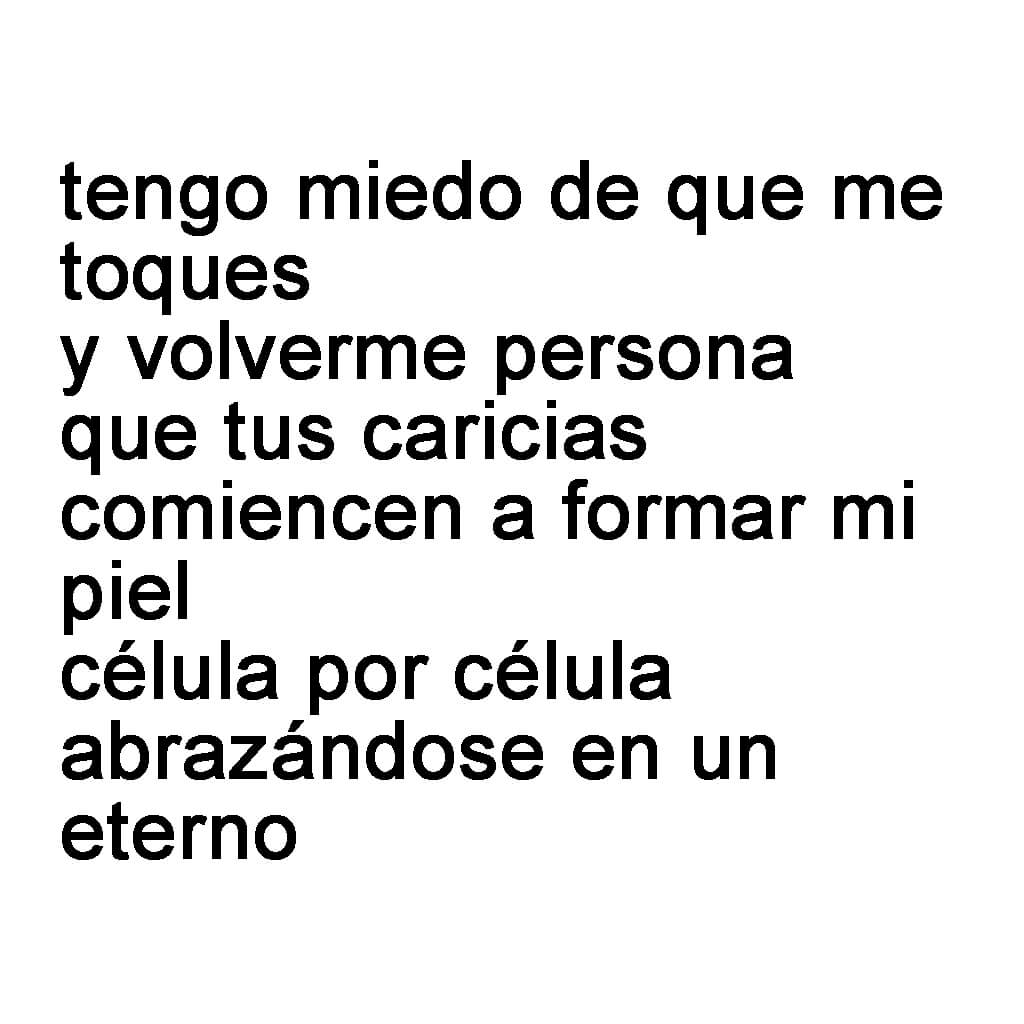 tengo miedo de que me
toques
y volverme persona
que tus caricias
comiencen a formar mi
piel
célula por célula
abrazándose en un
eterno